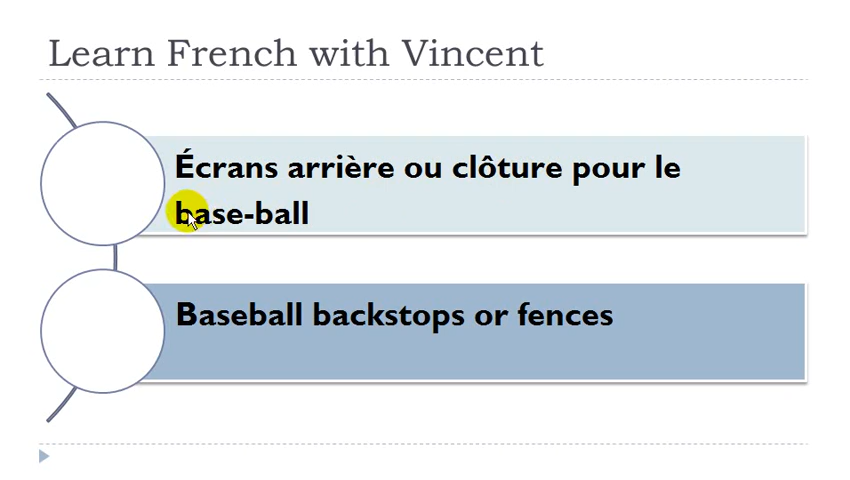 Learn French with Vincent
Écrans arrière ou clôture pour le
base-ball
Baseball backstops or fences